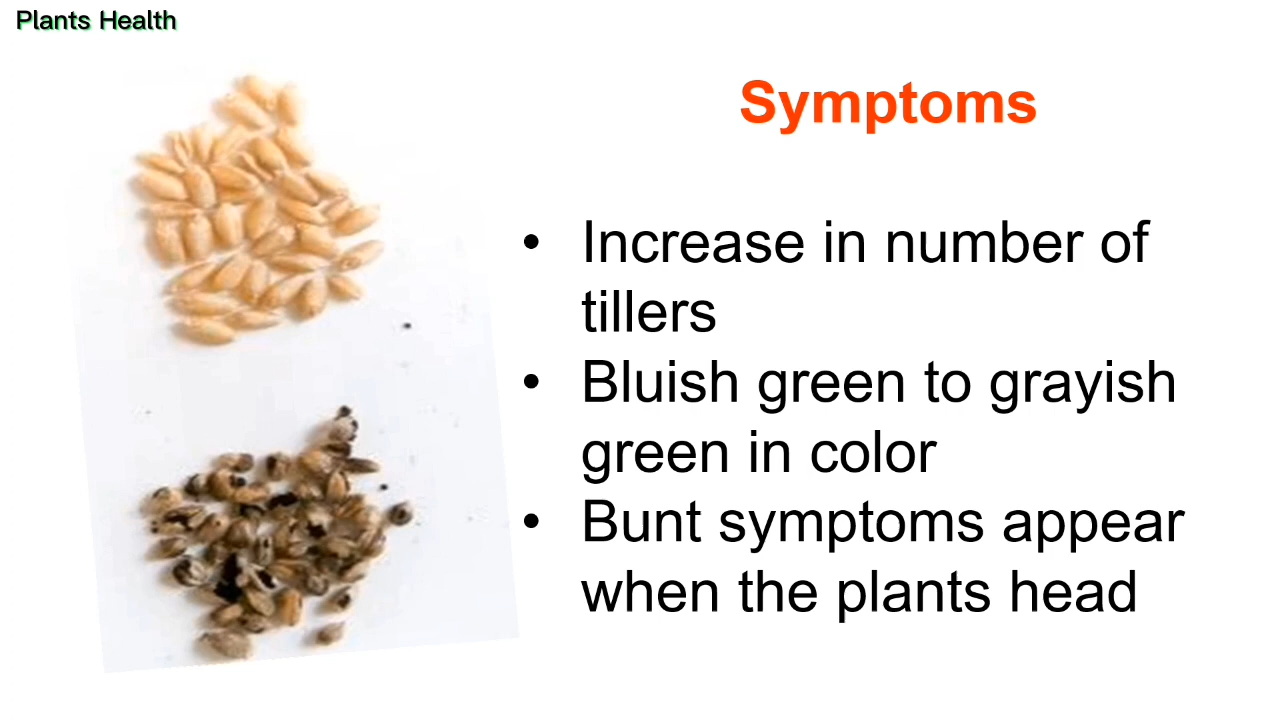 Plants Health
Symptoms
• Increase in number of
tillers
• Bluish green to grayish
green in color
• Bunt symptoms appear
when the plants head